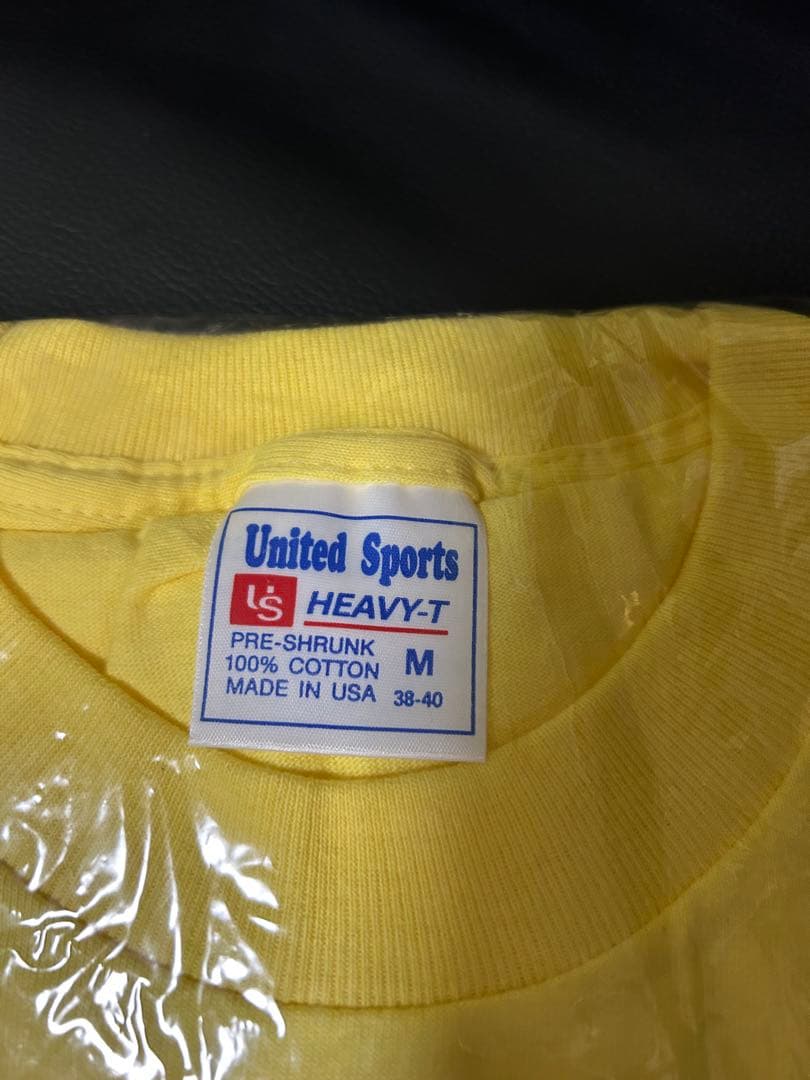 United Sports
US HEAVY-T
PRE-SHRUNK
100% COTTON M
MADE IN USA 38-40